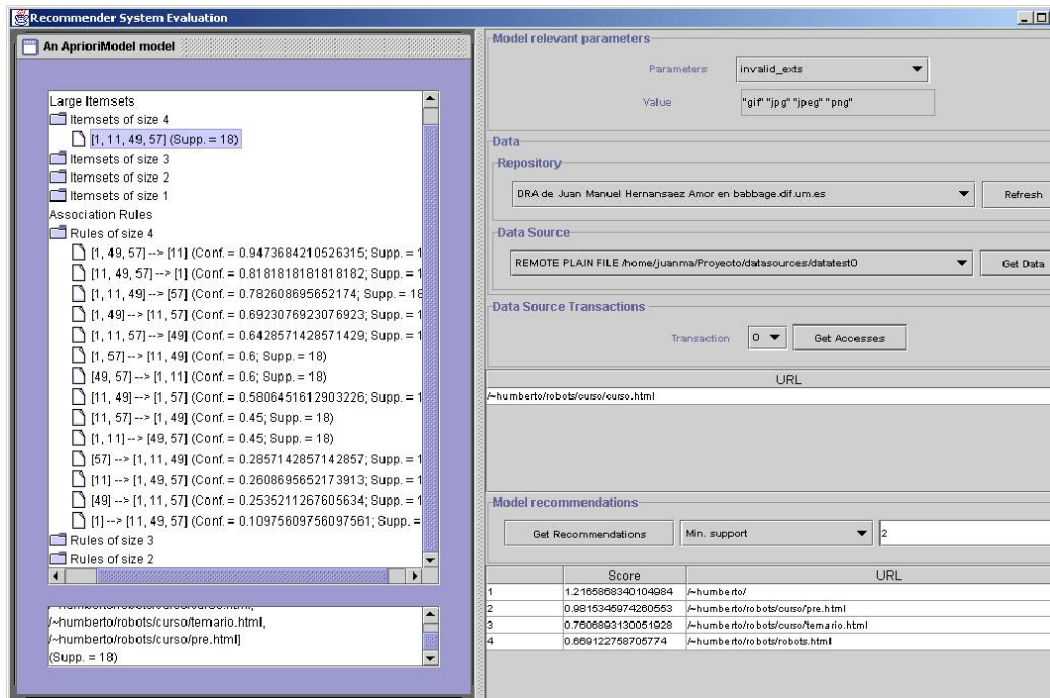 Recommender System Evaluation
An AprioriModel model
Large Itemsets
Itemsets of size 4
[1, 11, 49, 57] (Supp. = 18)
Itemsets of size 3
Itemsets of size 2
Itemsets of size 1
Association Rules
Rules of size 4
[1, 49, 57] --> [11] (Conf. = 0.9473684210526315; Supp. = 1
[11, 49, 57] --> [1] (Conf. = 0.8181818181818182; Supp. = 1
[1, 11, 49] --> [57] (Conf. = 0.782608695652174; Supp. = 18
[1, 49] --> [11, 57] (Conf. = 0.6923076923076923; Supp. = 1
[1, 11, 57] --> [49] (Conf. = 0.6428571428571429; Supp. = 1
[1, 57] --> [11, 49] (Conf. = 0.6; Supp. = 18)
[49, 57] --> [1, 11] (Conf. = 0.6; Supp. = 18)
[11, 49] --> [1, 57] (Conf. = 0.5806451612903226; Supp. = 1
[11, 57] --> [1, 49] (Conf. = 0.45; Supp. = 18)
[1, 11] --> [49, 57] (Conf. = 0.45; Supp. = 18)
[57] --> [1, 11, 49] (Conf. = 0.2857142857142857; Supp. = 1
[11] --> [1, 49, 57] (Conf. = 0.2608695652173913; Supp. = 1
[49] --> [1, 11, 57] (Conf. = 0.2535211267605634; Supp. = 1
[1] --> [11, 49, 57] (Conf. = 0.10975609756097561; Supp. =
Rules of size 3
Rules of size 2
/~humberto/robots/curso/curso.html,
/~humberto/robots/curso/temario.html,
/~humberto/robots/curso/pre.html]
(Supp. = 18)
Model relevant parameters
Parameters invalid_exts
Value "gif" "jpg" "jpeg" "png"
Data
Repository
DRA de Juan Manuel Hernansaez Amor en babbage.dif.um.es Refresh
Data Source
REMOTE PLAIN FILE /home/juanma/Proyecto/datasources/datatest0 Get Data
Data Source Transactions
Transaction 0 Get Accesses
URL
/~humberto/robots/curso/curso.html
Model recommendations
Get Recommendations Min. support 2
Score URL
1 1.2165868340104984 /~humberto/
2 0.9815345974260553 /~humberto/robots/curso/pre.html
3 0.7606893130051928 /~humberto/robots/curso/temario.html
4 0.669122758705774 /~humberto/robots/robots.html